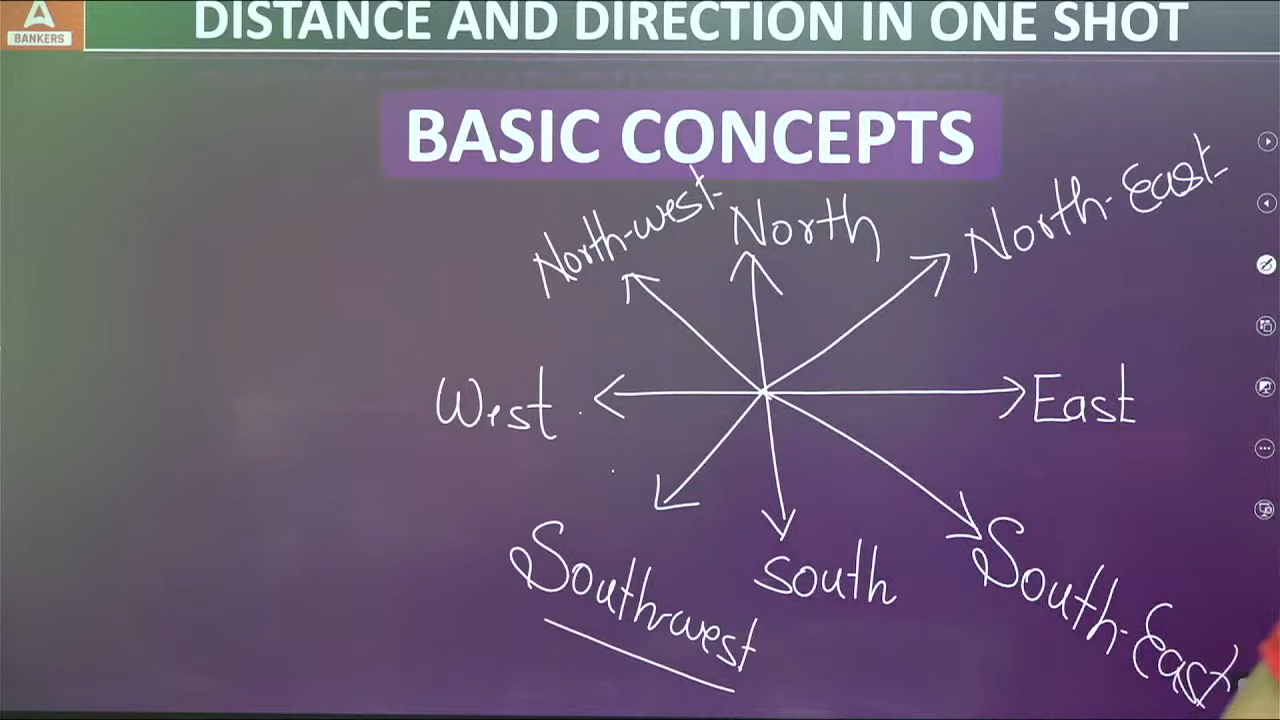 DISTANCE AND DIRECTION IN ONE SHOT
A
BANKERS
BASIC CONCEPTS
North-west
North
North-East
West
East
Southwest
south
South-East